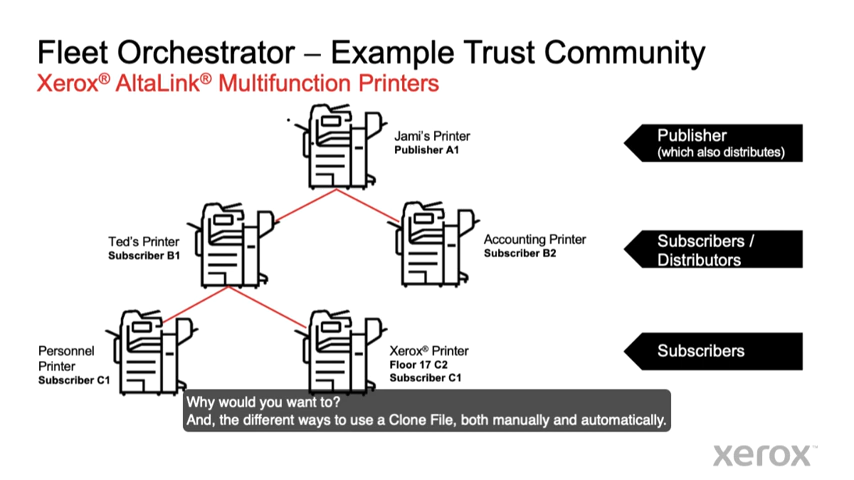 Fleet Orchestrator – Example Trust Community
Xerox® AltaLink® Multifunction Printers
Jami's Printer
Publisher A1
Publisher
(which also distributes)
Ted's Printer
Subscriber B1
Accounting Printer
Subscriber B2
Subscribers /
Distributors
Personnel
Printer
Subscriber C1
Xerox® Printer
Floor 17 C2
Subscriber C1
Subscribers
Why would you want to?
And, the different ways to use a Clone File, both manually and automatically.
xerox™